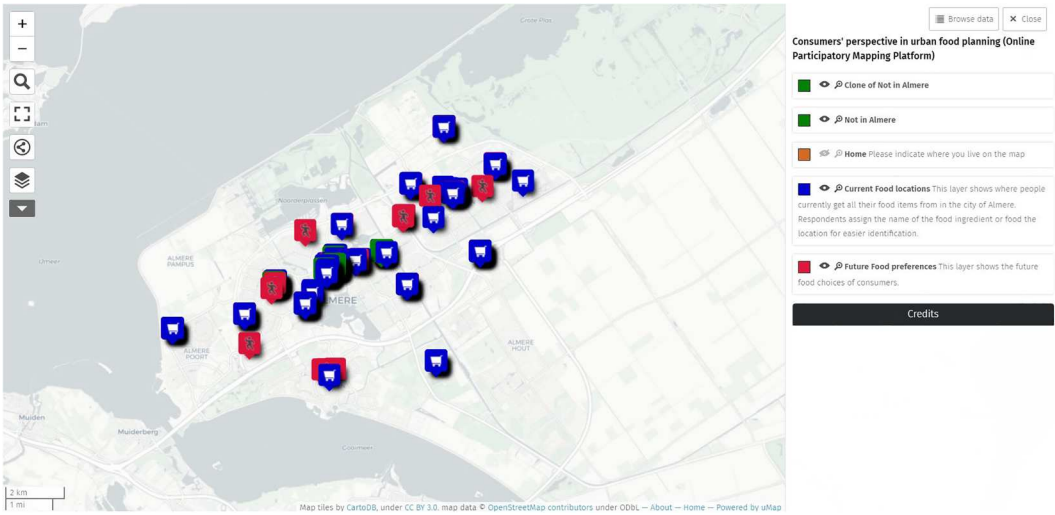 +
−
Browse data
× Close
Consumers' perspective in urban food planning (Online
Participatory Mapping Platform)
Clone of Not in Almere
Not in Almere
Home Please indicate where you live on the map
Current Food locations This layer shows where people
currently get all their food items from in the city of Almere.
Respondents assign the name of the food ingredient or food the
location for easier identification.
Future Food preferences This layer shows the future
food choices of consumers.
Credits
Noorderplassen
ALMERE
PAMPUS
IJmeer
ALMERE
POORT
ALMERE
HOUT
Muiden
Muiderberg
Gooimeer
2 km
1 mi
Map tiles by CartoDB, under CC BY 3.0. map data © OpenStreetMap contributors under ODbL — About — Home — Powered by uMap